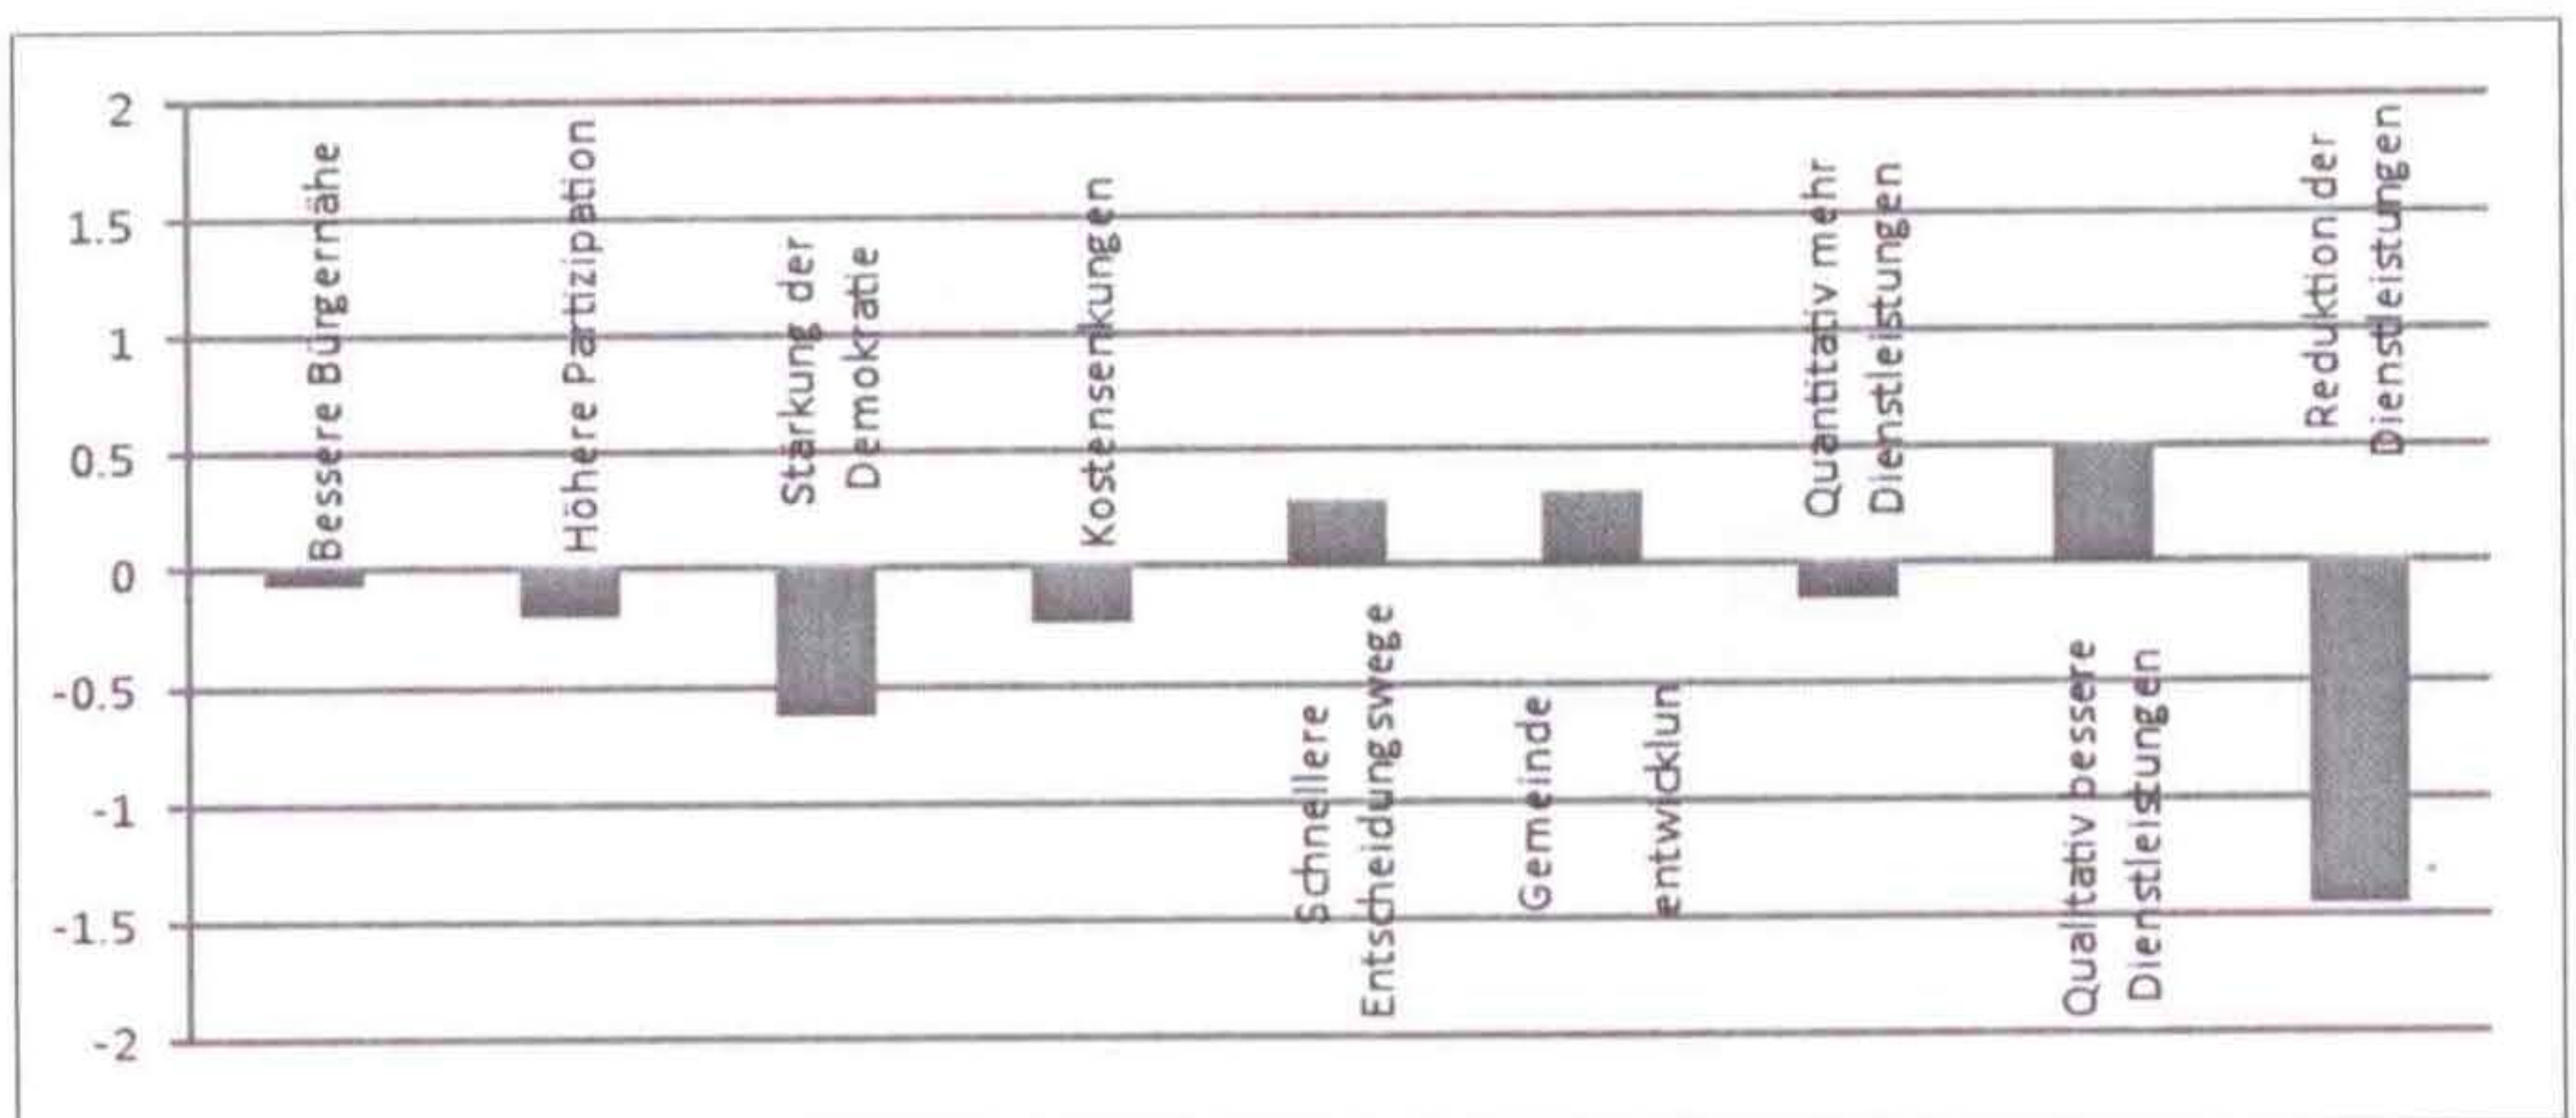 2
1.5
1
0.5
0
-0.5
-1
-1.5
-2
Bessere Bürgernähe
Höhere Partizipation
Stärkung der
Demokratie
Kostensenkungen
Schnellere
Entscheidungswege
Gemeinde
entwicklun
Quantitativ mehr
Dienstleistungen
Qualitativ bessere
Dienstleistungen
Reduktion der
Dienstleistungen